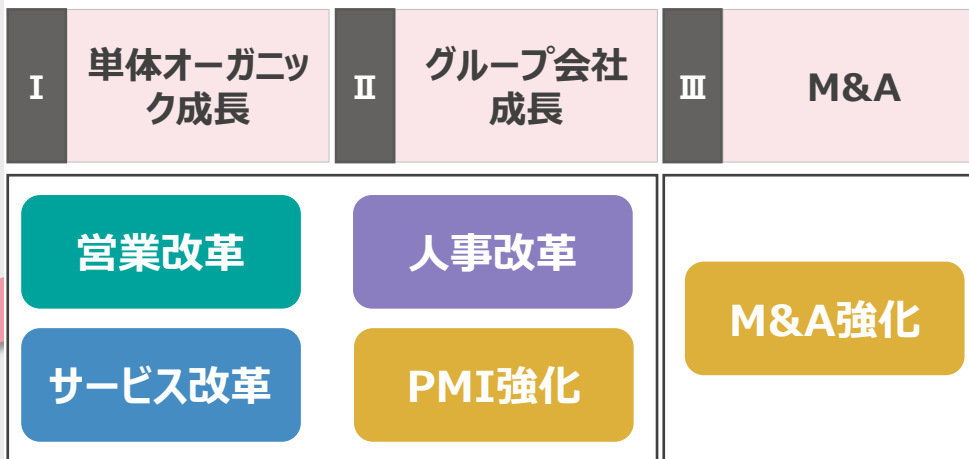 Ⅰ
単体オーガニッ
ク成長
Ⅱ
グループ会社
成長
Ⅲ
M&A
営業改革
人事改革
サービス改革
PMI強化
M&A強化